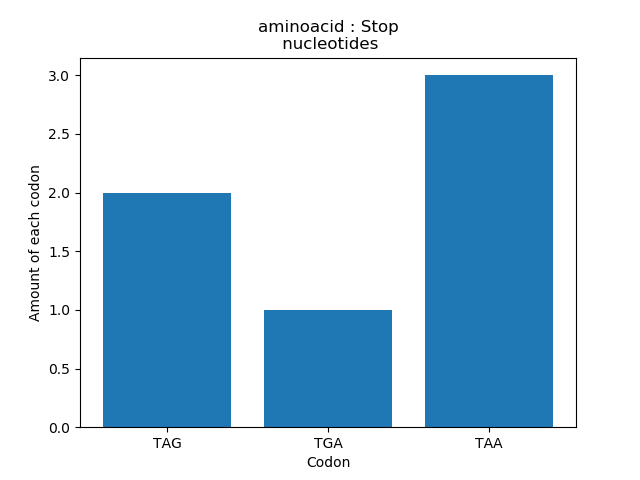 aminoacid : Stop
nucleotides
3.0
2.5
2.0
1.5
1.0
0.5
0.0
Amount of each codon
TAG TGA TAA
Codon